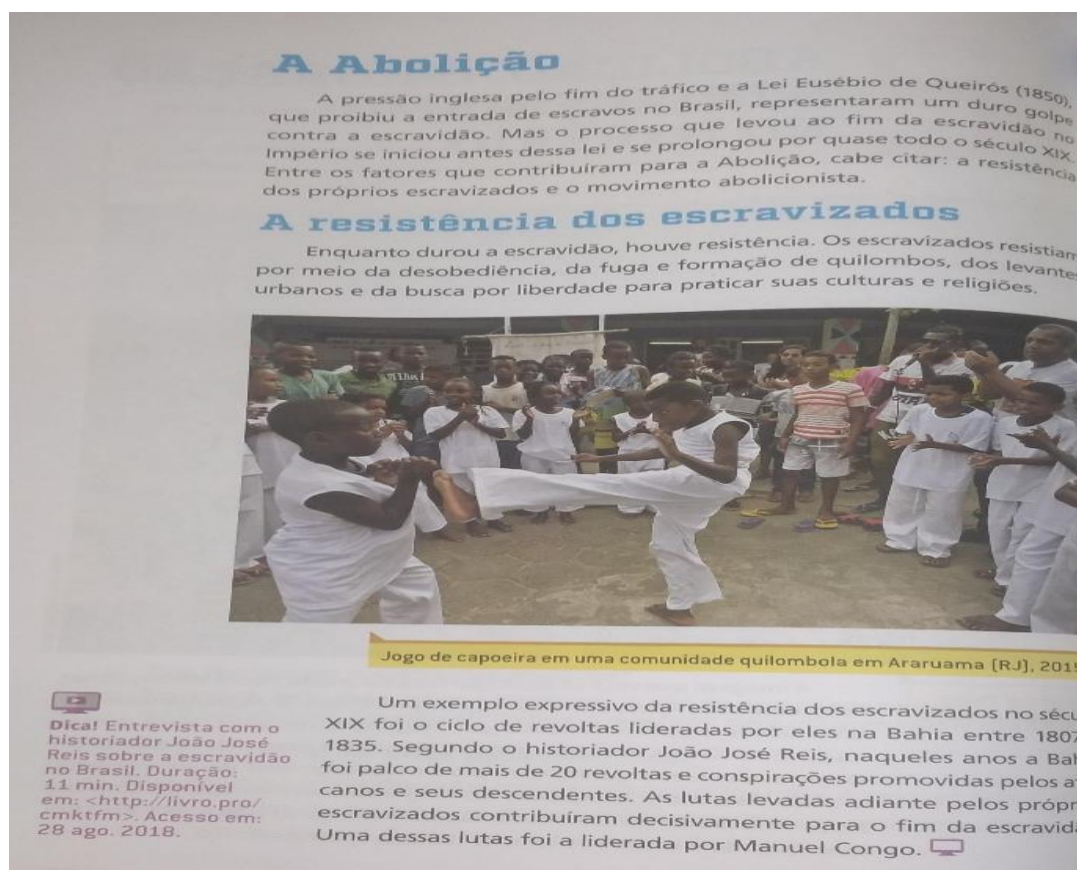 A Abolição
A pressão inglesa pelo fim do tráfico e a Lei Eusébio de Queirós (1850),
que proibiu a entrada de escravos no Brasil, representaram um duro golpe
contra a escravidão. Mas o processo que levou ao fim da escravidão no
Império se iniciou antes dessa lei e se prolongou por quase todo o século XIX.
Entre os fatores que contribuíram para a Abolição, cabe citar: a resistência
dos próprios escravizados e o movimento abolicionista.
A resistência dos escravizados
Enquanto durou a escravidão, houve resistência. Os escravizados resistiam
por meio da desobediência, da fuga e formação de quilombos, dos levantes
urbanos e da busca por liberdade para praticar suas culturas e religiões.
Jogo de capoeira em uma comunidade quilombola em Araruama (RJ), 2015
Um exemplo expressivo da resistência dos escravizados no sécu
XIX foi o ciclo de revoltas lideradas por eles na Bahia entre 1807
1835. Segundo o historiador João José Reis, naqueles anos a Bah
foi palco de mais de 20 revoltas e conspirações promovidas pelos af
canos e seus descendentes. As lutas levadas adiante pelos própr
escravizados contribuíram decisivamente para o fim da escravid
Uma dessas lutas foi a liderada por Manuel Congo.
Dica! Entrevista com o
historiador João José
Reis sobre a escravidão
no Brasil. Duração:
11 min. Disponível
em: <http://livro.pro/
cmktfm>. Acesso em:
28 ago. 2018.